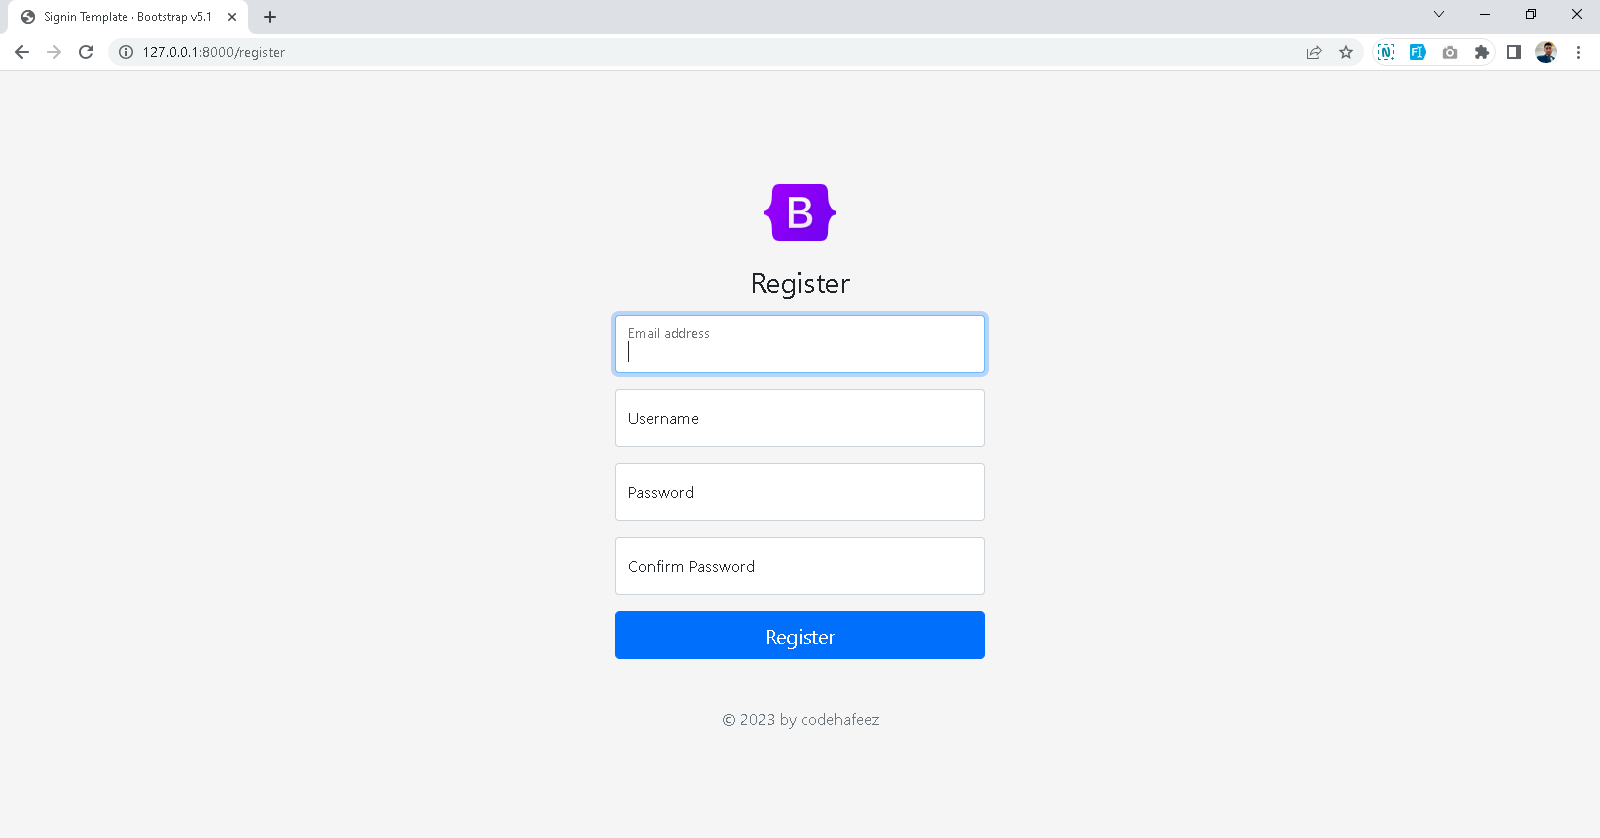 Signin Template · Bootstrap v5.1
127.0.0.1:8000/register
B
Register
Email address
Username
Password
Confirm Password
Register
© 2023 by codehafeez